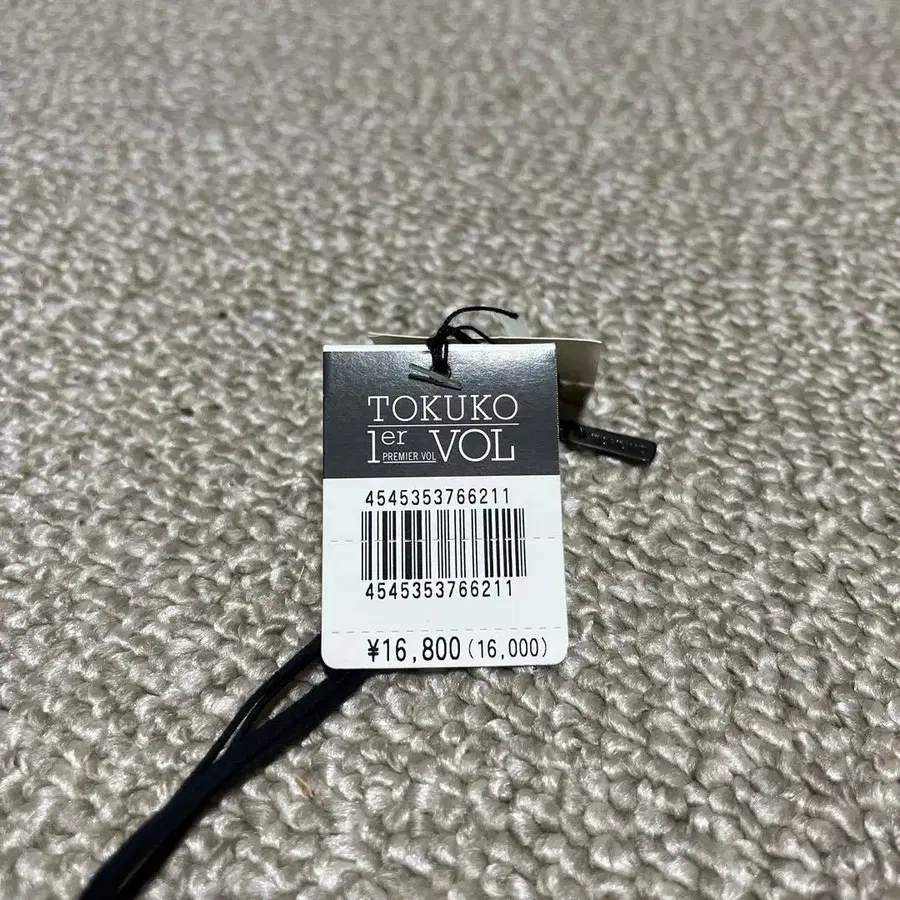 TOKUKO
1er PREMIER VOL VOL
4545353766211
4545353766211
¥16,800(16,000)